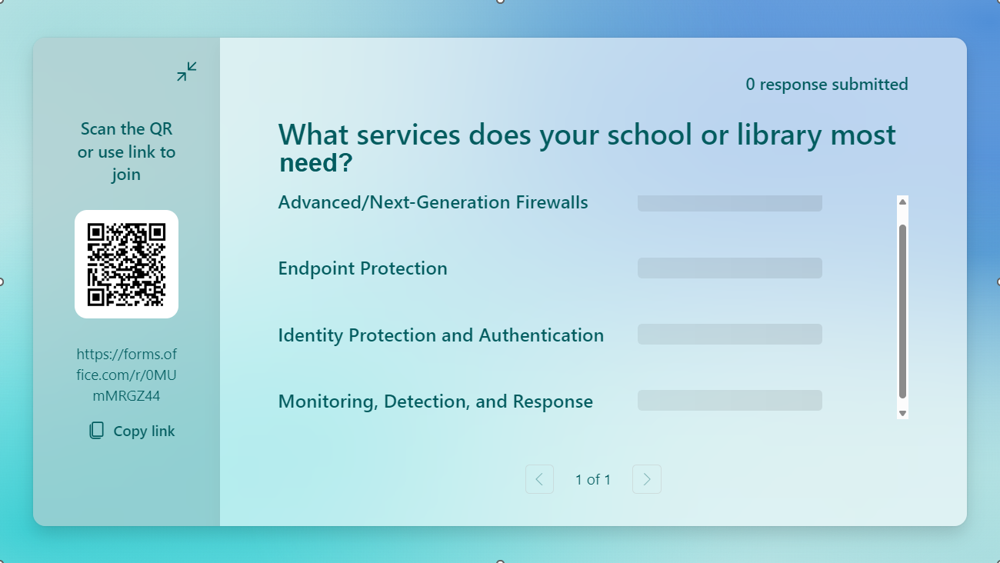 Scan the QR
or use link to
join
https://forms.of
fice.com/r/0MU
mMRGZ44
Copy link
0 response submitted
What services does your school or library most
need?
Advanced/Next-Generation Firewalls
Endpoint Protection
Identity Protection and Authentication
Monitoring, Detection, and Response
1 of 1